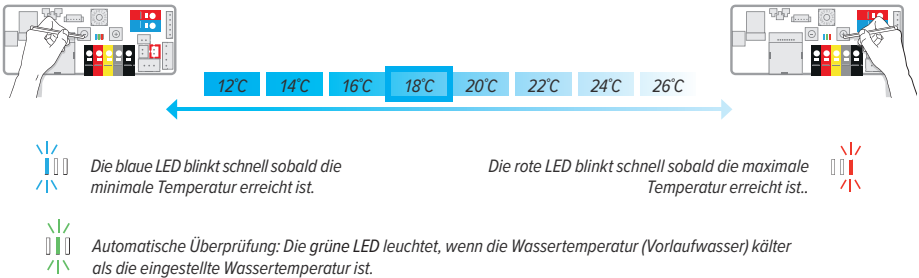 12°C 14°C 16°C 18°C 20°C 22°C 24°C 26°C
Die blaue LED blinkt schnell sobald die
minimale Temperatur erreicht ist.
Die rote LED blinkt schnell sobald die maximale
Temperatur erreicht ist..
Automatische Überprüfung: Die grüne LED leuchtet, wenn die Wassertemperatur (Vorlaufwasser) kälter
als die eingestellte Wassertemperatur ist.